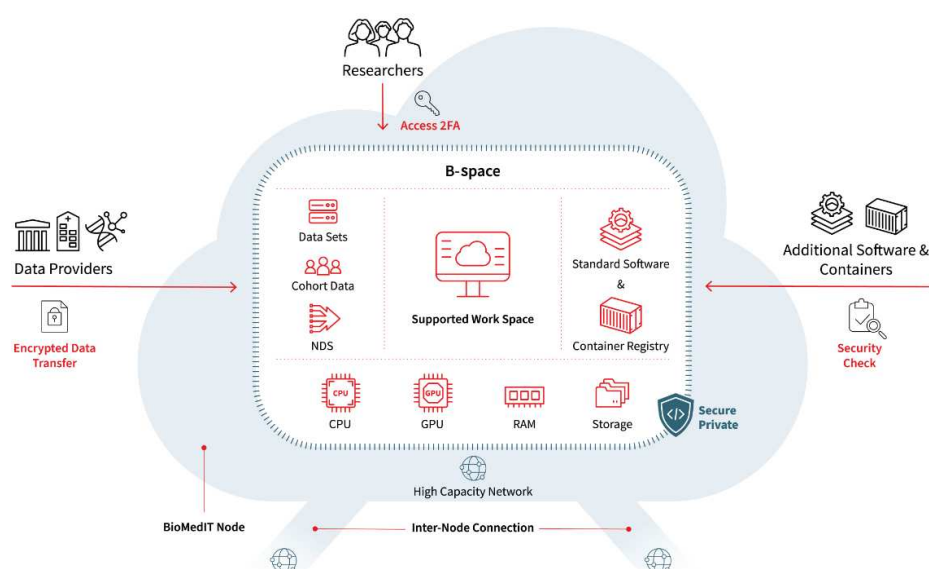 Researchers
Access 2FA
B-space
Data Providers
Encrypted Data
Transfer
Data Sets
Cohort Data
NDS
Supported Work Space
Standard Software
&
Container Registry
Additional Software &
Containers
Security
Check
CPU
CPU
GPU
GPU
RAM
Storage
</>
Secure
Private
High Capacity Network
BioMedIT Node
Inter-Node Connection